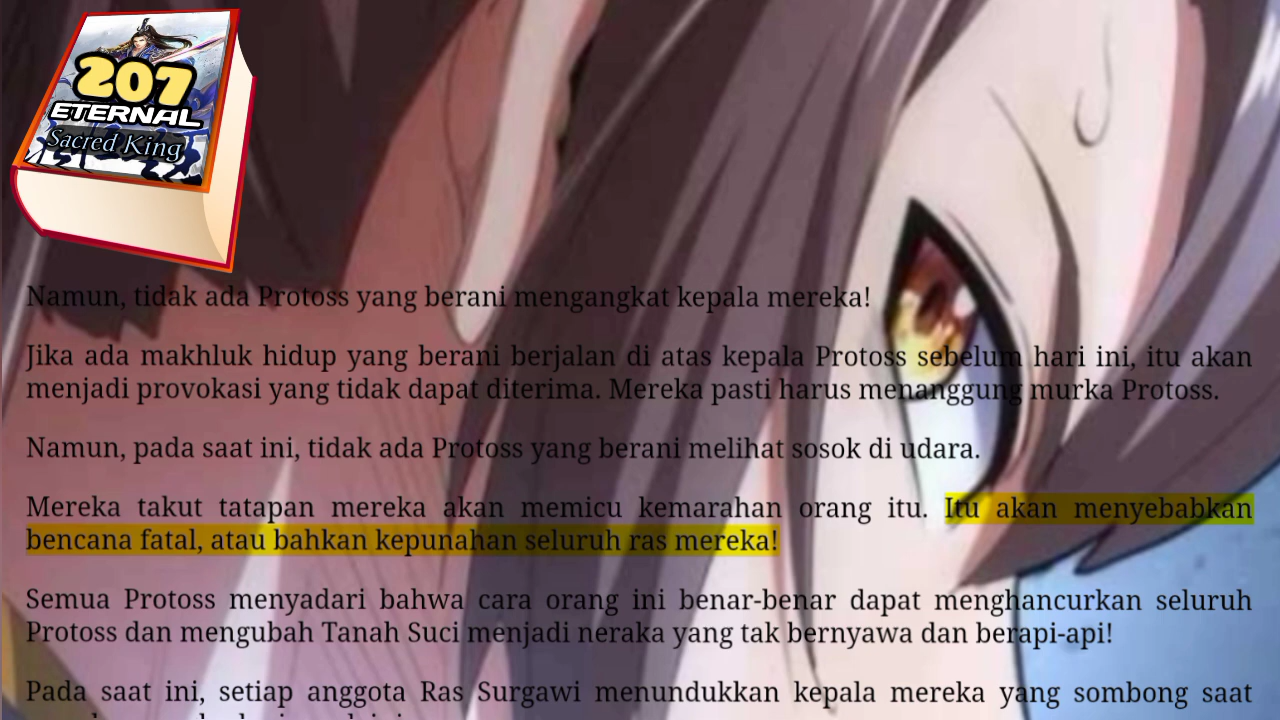 207
ETERNAL
Sacred King
Namun, tidak ada Protoss yang berani mengangkat kepala mereka!
Jika ada makhluk hidup yang berani berjalan di atas kepala Protoss sebelum hari ini, itu akan
menjadi provokasi yang tidak dapat diterima. Mereka pasti harus menanggung murka Protoss.
Namun, pada saat ini, tidak ada Protoss yang berani melihat sosok di udara.
Mereka takut tatapan mereka akan memicu kemarahan orang itu. Itu akan menyebabkan
bencana fatal, atau bahkan kepunahan seluruh ras mereka!
Semua Protoss menyadari bahwa cara orang ini benar-benar dapat menghancurkan seluruh
Protoss dan mengubah Tanah Suci menjadi neraka yang tak bernyawa dan berapi-api!
Pada saat ini, setiap anggota Ras Surgawi menundukkan kepala mereka yang sombong saat